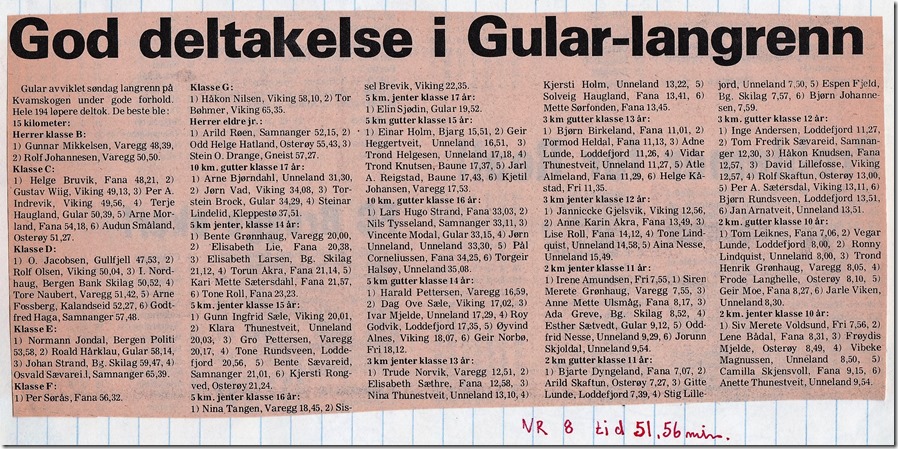 God deltakelse i Gular-langrenn
Gular avviklet søndag langrenn på
Kvamskogen under gode forhold.
Hele 194 løpere deltok. De beste ble:
15 kilometer:
Herrer klasse B:
1) Gunnar Mikkelsen, Varegg 48,39,
2) Rolf Johannesen, Varegg 50,50.
Klasse C:
1) Helge Bruvik, Fana 48,21, 2)
Gustav Wiig, Viking 49,13, 3) Per A.
Indrevik, Viking 49,56, 4) Terje
Haugland, Gular 50,39, 5) Arne Mor-
land, Fana 54,18, 6) Audun Småland,
Osterøy 51,27.
Klasse D:
1) O. Jacobsen, Gullfjell 47,53, 2)
Rolf Olsen, Viking 50,04, 3) I. Nord-
haug, Bergen Bank Skilag 50,52, 4)
Tore Naubert, Varegg 51,42, 5) Arne
Fossberg, Kalandseid 52,27, 6) Godt-
fred Haga, Samnanger 57,48.
Klasse E:
1) Normann Jondal, Bergen Politi
53,58, 2) Roald Hårklau, Gular 58,14,
3) Johan Strand, Bg. Skilag 59,47, 4)
Osvald Sævarei.l, Samnanger 65,39.
Klasse F:
1) Per Sørås, Fana 56,32.
Klasse G:
1) Håkon Nilsen, Viking 58,10, 2) Tor
Bøhmer, Viking 65,35.
Herrer eldre jr.:
1) Arild Røen, Samnanger 52,15, 2)
Odd Helge Hatland, Osterøy 55,43, 3)
Stein O. Drange, Gneist 57,27.
10 km. gutter klasse 17 år:
1) Arne Bjørndahl, Unneland 31,30,
2) Jørn Vad, Viking 34,08, 3) Tor-
stein Brock, Gular 34,29, 4) Steinar
Lindelid, Kleppestø 37,51.
5 km jenter, klasse 14 år:
1) Bente Grønnhaug, Varegg 20,00,
2) Elisabeth Lie, Fana 20,38,
3) Elisabeth Larsen, Bg. Skilag
21,12, 4) Torun Akra, Fana 21,14, 5)
Kari Mette Sætersdahl, Fana 21,57,
6) Tone Roll, Fana 23,23.
5 km. jenter klasse 15 år:
1) Gunn Ingfrid Sæle, Viking 20,01,
2) Klara Thunestveit, Unneland
20,03, 3) Gro Pettersen, Varegg
20,17, 4) Tone Rundsveen, Lodde-
fjord 20,56, 5) Bente Sævareid,
Samnanger 21,01, 6) Kjersti Rong-
ved, Osterøy 21,24.
5 km. jenter klasse 16 år:
1) Nina Tangen, Varegg 18,45, 2) Sis-
sel Brevik, Viking 22,35.
5 km. jenter klasse 17 år:
1) Elin Sjødin, Gular 19,52.
5 km gutter klasse 15 år:
1) Einar Holm, Bjarg 15,51, 2) Geir
Heggertveit, Unneland 16,51, 3)
Trond Helgesen, Unneland 17,18, 4)
Trond Knutsen, Baune 17,37, 5) Jarl
A. Reigstad, Baune 17,43, 6) Kjetil
Johansen, Varegg 17,53.
10 km. gutter klasse 16 år:
1) Lars Hugo Strand, Fana 33,03, 2)
Nils Tysseland, Samnanger 33,11, 3)
Vincente Modal, Gular 33,15, 4) Jørn
Unneland, Unneland 33,30, 5) Pål
Corneliussen, Fana 34,25, 6) Torgeir
Halsøy, Unneland 35,08.
5 km gutter klasse 14 år:
1) Harald Pettersen, Varegg 16,59,
2) Dag Ove Sæle, Viking 17,02, 3)
Ivar Mjelde, Unneland 17,29, 4) Roy
Godvik, Loddefjord 17,35, 5) Øyvind
Alnes, Viking 18,07, 6) Geir Norbø,
Fri 18,12.
3 km jenter klasse 13 år:
1) Trude Norvik, Varegg 12,51, 2)
Elisabeth Sæthre, Fana 12,58, 3)
Nina Thunestveit, Unneland 13,10, 4)
Kjersti Holm, Unneland 13,22, 5)
Solveig Haugland, Fana 13,41, 6)
Mette Sørfonden, Fana 13,45.
3 km gutter klasse 13 år:
1) Bjørn Birkeland, Fana 11,01, 2)
Tormod Heldal, Fana 11,13, 3) Adne
Lunde, Loddefjord 11,26, 4) Vidar
Thunestveit, Unneland 11,27, 5) Atle
Almeland, Fana 11,29, 6) Helge Kå-
stad, Fri 11,35.
3 km jenter klasse 12 år:
1) Jannicke Gjelsvik, Viking 12,56,
2) Anne Karin Akra, Fana 13,49, 3)
Lise Roll, Fana 14,12, 4) Tone Lind-
quist, Unneland 14,58, 5) Aina Nesse,
Unneland 15,49.
2 km jenter klasse 11 år:
1) Irene Amundsen, Fri 7,55, 2) Siren
Merete Grønhaug, Varegg 7,55, 3)
Anne Mette Ulsmåg, Fana 8,17, 3)
Ada Greve, Bg. Skilag 8,52, 4)
Esther Sætvedt, Gular 9,12, 5) Odd-
frid Nesse, Unneland 9,29, 6) Jorunn
Skjoldal, Unneland 9,54.
2 km gutter klasse 11 år:
1) Bjarte Dyngeland, Fana 7,07, 2)
Arild Skaftun, Osterøy 7,27, 3) Gitte
Lunde, Loddefjord 7,39, 4) Stig Lille-
jord, Unneland 7,50, 5) Espen Fjeld,
Bg. Skilag 7,57, 6) Bjørn Johanne-
sen, 7,59.
3 km. gutter klasse 12 år:
1) Inge Andersen, Loddefjord 11,27,
2) Tom Fredrik Sævareid, Samnan-
ger 12,30, 3) Håkon Knudsen, Fana
12,57, 3) David Lillefosse, Viking
12,57, 4) Rolf Skaftun, Osterøy 13,00,
5) Per A. Sætersdal, Viking 13,11, 6)
Bjørn Rundsveen, Loddefjord 13,51,
6) Jan Arnatveit, Unneland 13,51.
2 km. gutter klasse 10 år:
1) Tom Leiknes, Fana 7,06, 2) Vegar
Lunde, Loddefjord 8,00, 2) Ronny
Lindquist, Unneland 8,00, 3) Trond
Henrik Grønhaug, Varegg 8,05, 4)
Frode Langhelle, Osterøy 8,10, 5)
Geir Moe, Fana 8,27, 6) Jarle Viken,
Unneland 8,30.
2 km. jenter klasse 10 år:
1) Siv Merete Voldsund, Fri 7,56, 2)
Lene Bådal, Fana 8,31, 3) Frøydis
Mjelde, Osterøy 8,49, 4) Vibeke
Magnussen, Unneland 8,50, 5)
Camilla Skjensvoll, Fana 9,15, 6)
Anette Thunestveit, Unneland 9,54.
NR 8 tid 51,56 min.